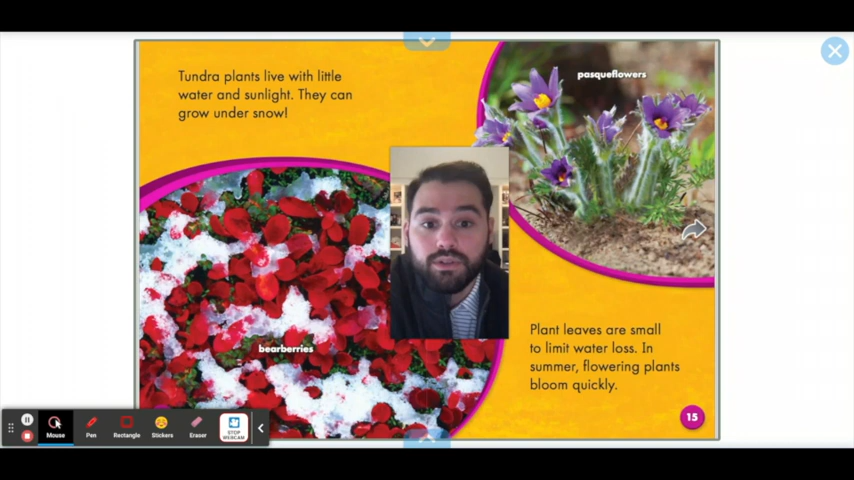 Tundra plants live with little
water and sunlight. They can
grow under snow!
pasqueflowers
bearberries
Plant leaves are small
to limit water loss. In
summer, flowering plants
bloom quickly.
15
Mouse
Pen
Rectangle
Stickers
Eraser
STOP
WEBCAM